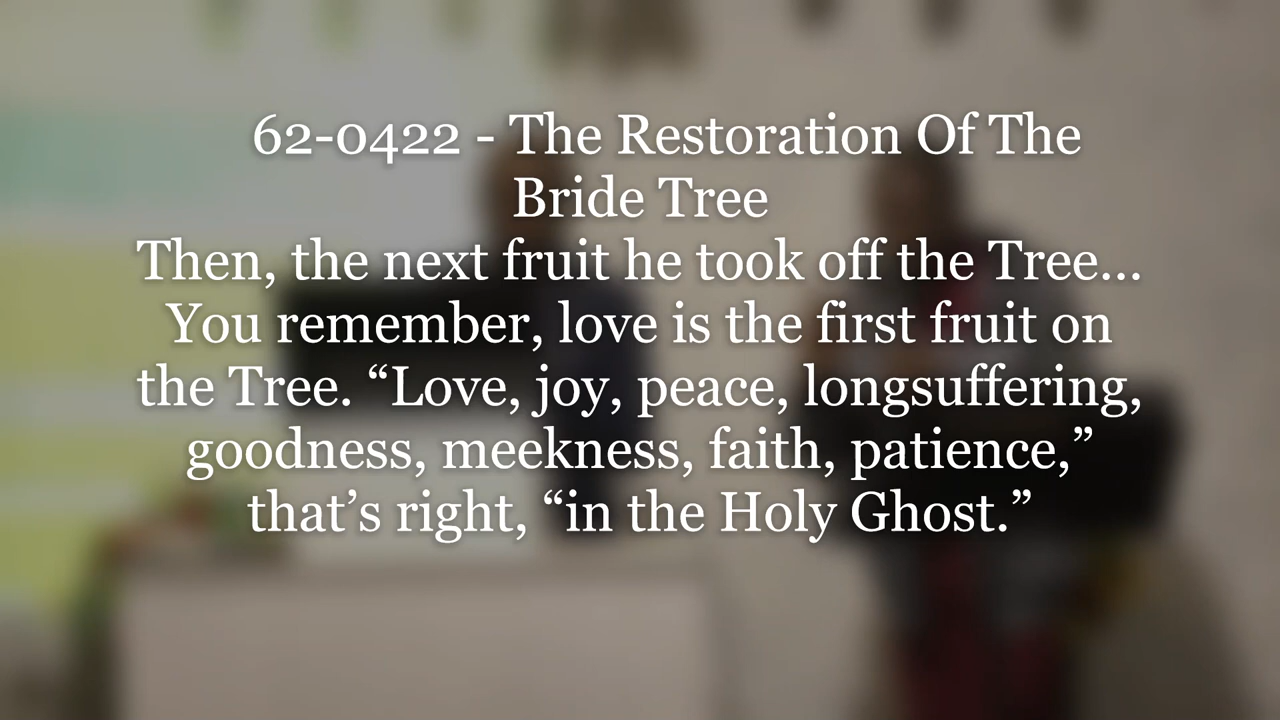 62-0422 - The Restoration Of The
Bride Tree
Then, the next fruit he took off the Tree...
You remember, love is the first fruit on
the Tree. “Love, joy, peace, longsuffering,
goodness, meekness, faith, patience,”
that’s right, “in the Holy Ghost.”